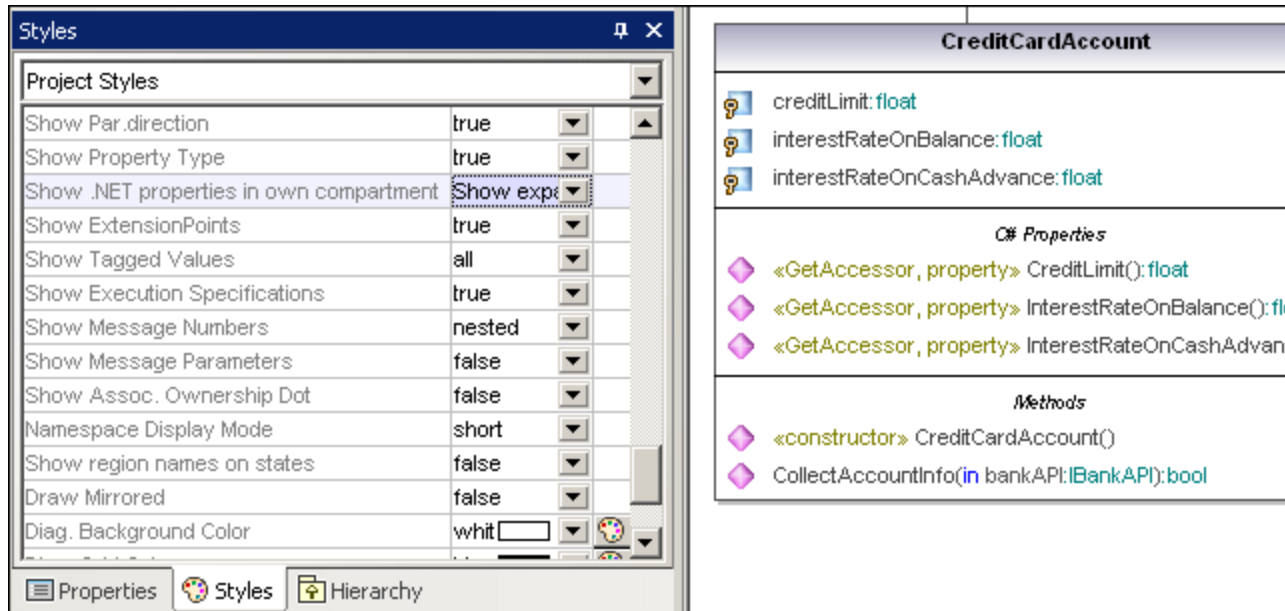 Styles
Project Styles
Show Par.direction true
Show Property Type true
Show .NET properties in own compartment Show
Show ExtensionPoints true
Show Tagged Values all
Show Execution Specifications true
Show Message Numbers nested
Show Message Parameters false
Show Assoc. Ownership Dot false
Namespace Display Mode short
Show region names on states false
Draw Mirrored false
Diag. Background Color whit
Properties Styles Hierarchy
CreditCardAccount
creditLimit:float
interestRateOnBalance:float
interestRateOnCashAdvance:float
C# Properties
«GetAccessor, property» CreditLimit():float
«GetAccessor, property» InterestRateOnBalance():fl
«GetAccessor, property» InterestRateOnCashAdvan
Methods
«constructor» CreditCardAccount()
CollectAccountInfo(in bankAPI:IBankAPI):bool